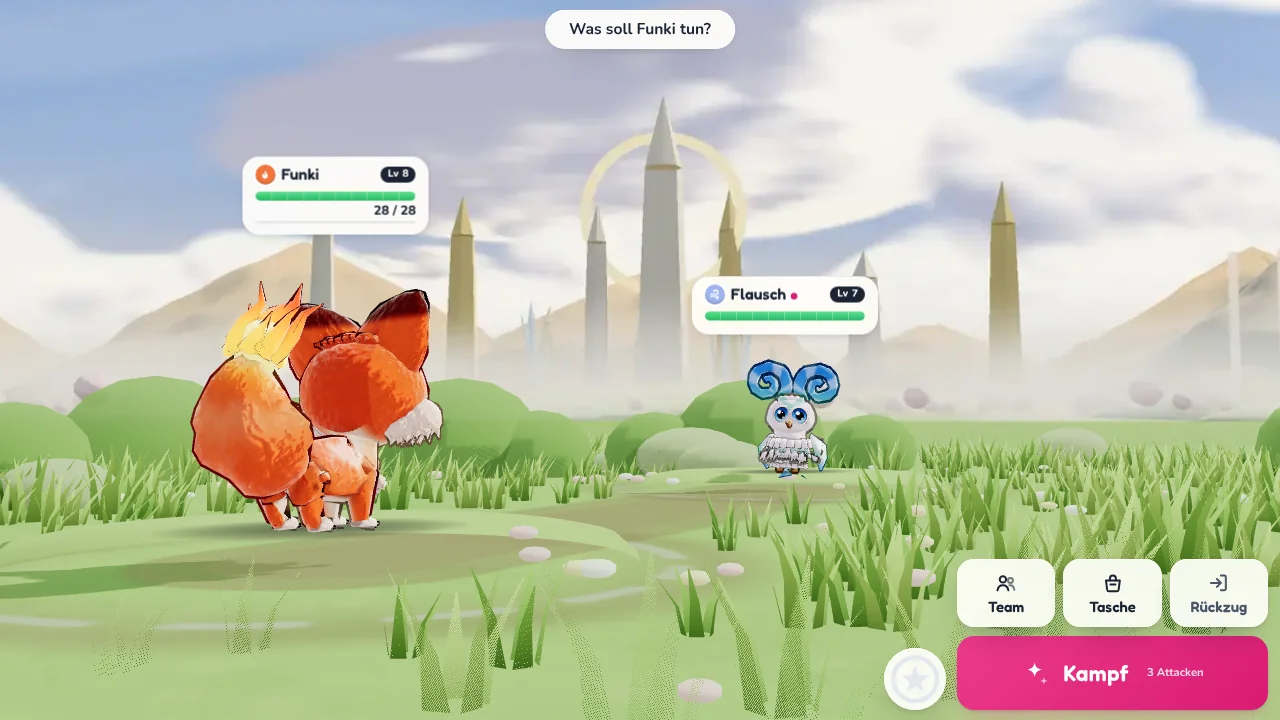 Was soll Funki tun?
Funki Lv 8
28 / 28
Flausch Lv 7
Team
Tasche
Rückzug
Kampf 3 Attacken